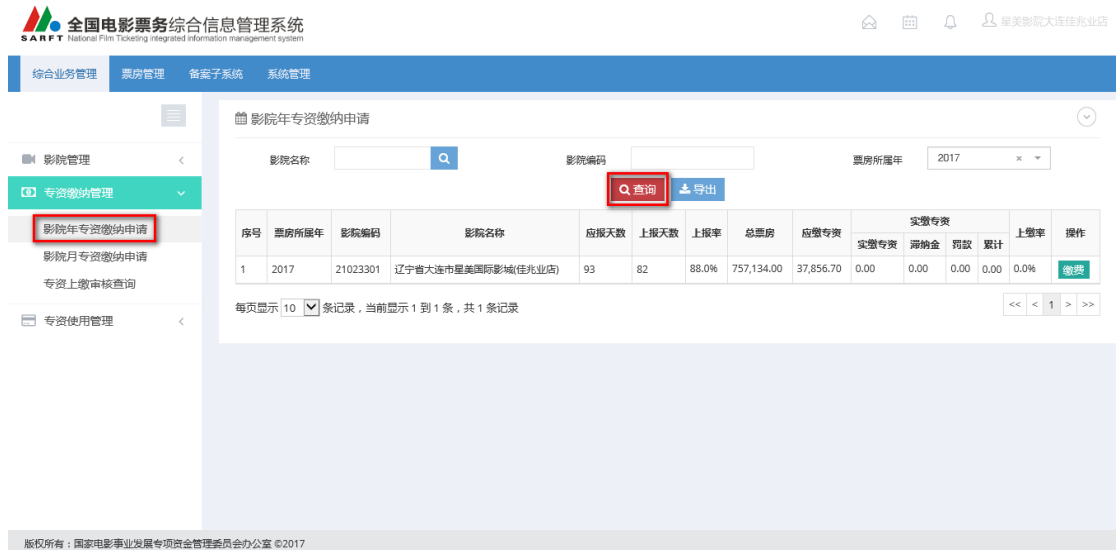 全国电影票务综合信息管理系统
SARFT National Film Ticketing integrated information management system
星美影院大连佳兆业店
综合业务管理 票房管理 备案子系统 系统管理
影院年专资缴纳申请
影院管理
影院名称 影院编码 票房所属年 2017 ×
专资缴纳管理
查询 导出
影院年专资缴纳申请
影院月专资缴纳申请
专资上缴审核查询
专资使用管理
序号 票房所属年 影院编码 影院名称 应报天数 上报天数 上报率 总票房 应缴专资 实缴专资 上缴率 操作
实缴专资 滞纳金 罚款 累计
1 2017 21023301 辽宁省大连市星美国际影城(佳兆业店) 93 82 88.0% 757,134.00 37,856.70 0.00 0.00 0.00 0.00 0.0% 缴费
每页显示 10 条记录，当前显示 1 到 1 条，共 1 条记录
<< < 1 > >>
版权所有：国家电影事业发展专项资金管理委员会办公室 ©2017